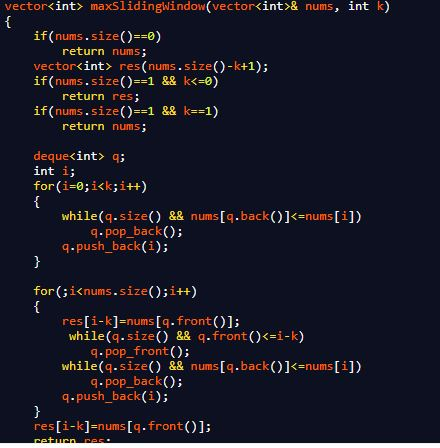 vector<int> maxSlidingWindow(vector<int>& nums, int k)
{
    if(nums.size()==0)
        return nums;
    vector<int> res(nums.size()-k+1);
    if(nums.size()==1 && k<=0)
        return res;
    if(nums.size()==1 && k==1)
        return nums;

    deque<int> q;
    int i;
    for(i=0;i<k;i++)
    {
        while(q.size() && nums[q.back()]<=nums[i])
            q.pop_back();
        q.push_back(i);
    }

    for(;i<nums.size();i++)
    {
        res[i-k]=nums[q.front()];
         while(q.size() && q.front()<=i-k)
            q.pop_front();
        while(q.size() && nums[q.back()]<=nums[i])
            q.pop_back();
        q.push_back(i);
    }
    res[i-k]=nums[q.front()];
    return res;